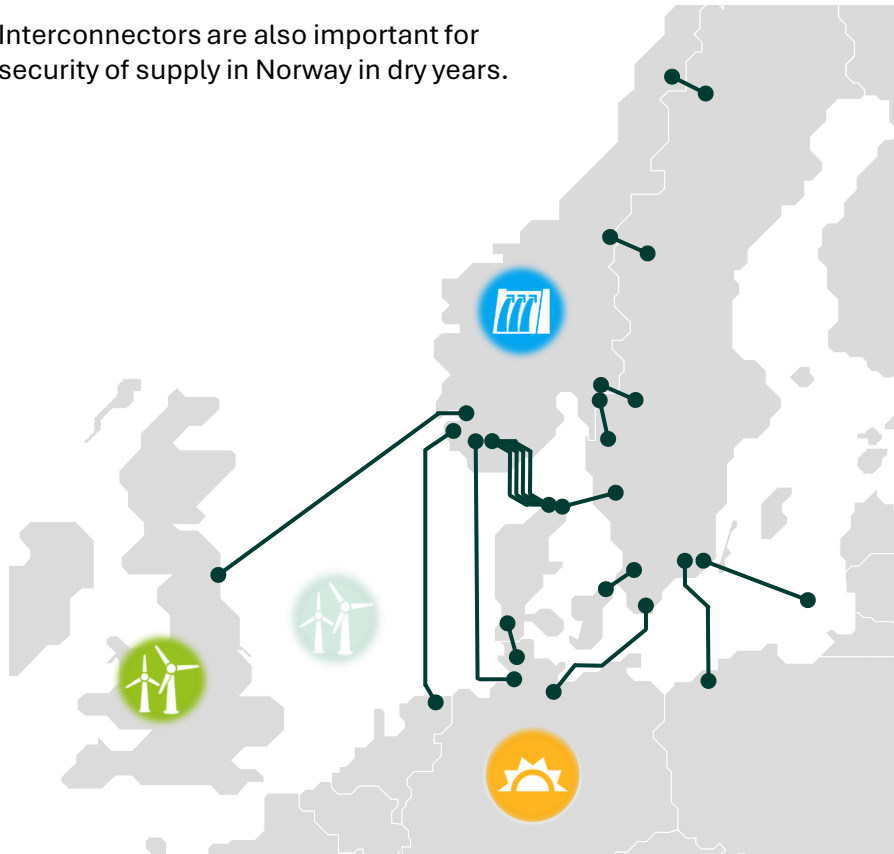 Interconnectors are also important for
security of supply in Norway in dry years.